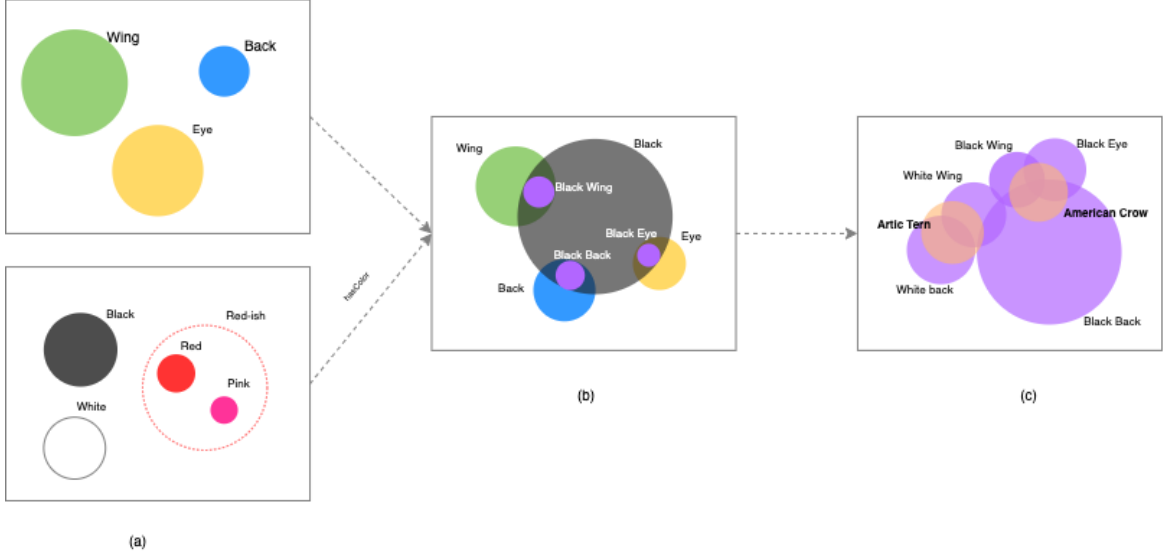 Wing
Back
Eye
Black
Red-ish
Red
Pink
White
(a)
hasColor
Wing
Black
Black Wing
Black Eye
Eye
Black Back
Back
(b)
Black Wing
Black Eye
White Wing
American Crow
Artic Tern
White back
Black Back
(c)